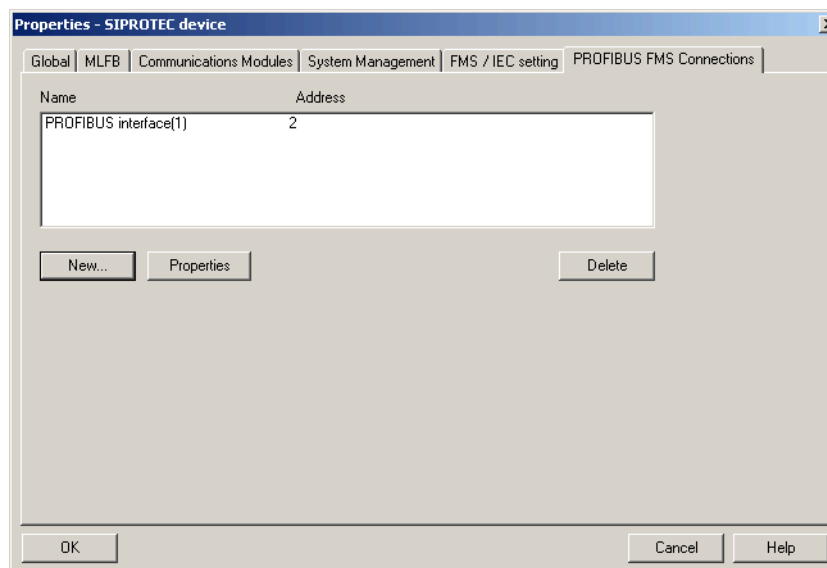 Properties - SIPROTEC device
Global MLFB Communications Modules System Management FMS / IEC setting PROFIBUS FMS Connections
Name Address
PROFIBUS interface(1) 2
New... Properties Delete
OK Cancel Help